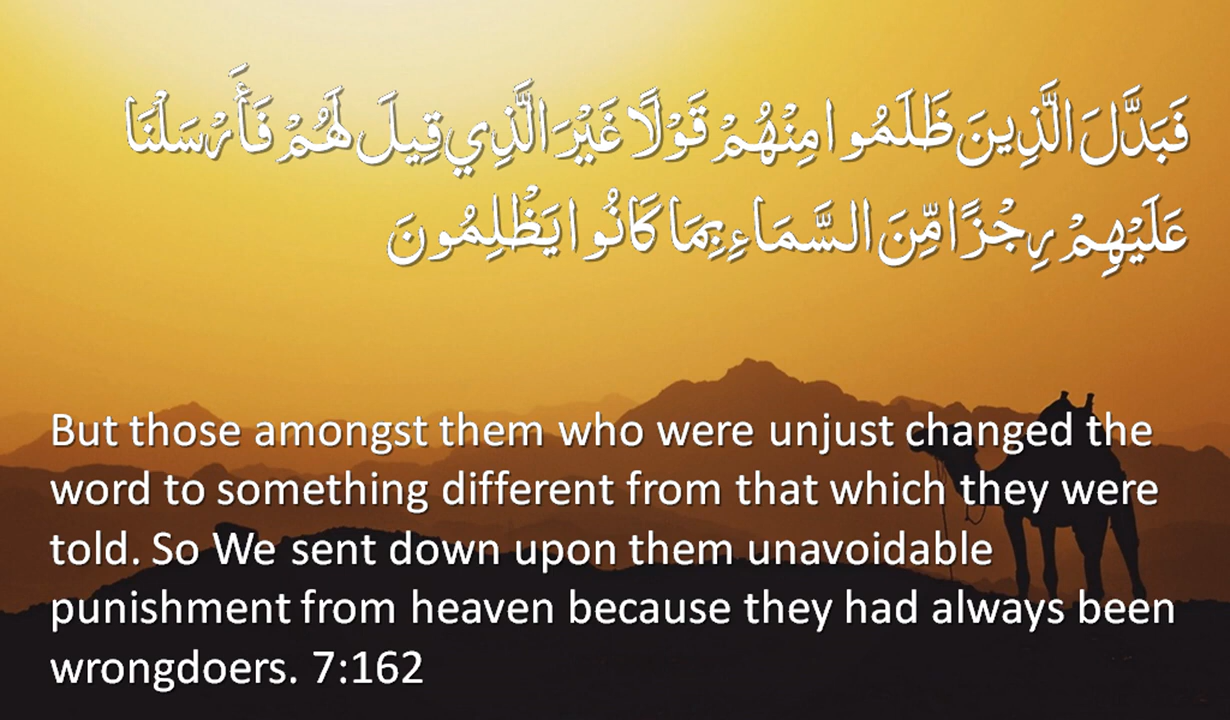 فَبَدَّلَ الَّذِينَ ظَلَمُوا مِنْهُمْ قَوْلًا غَيْرَ الَّذِي قِيلَ لَهُمْ فَأَرْسَلْنَا
عَلَيْهِمْ رِجْزًا مِّنَ السَّمَاءِ بِمَا كَانُوا يَظْلِمُونَ
But those amongst them who were unjust changed the
word to something different from that which they were
told. So We sent down upon them unavoidable
punishment from heaven because they had always been
wrongdoers. 7:162